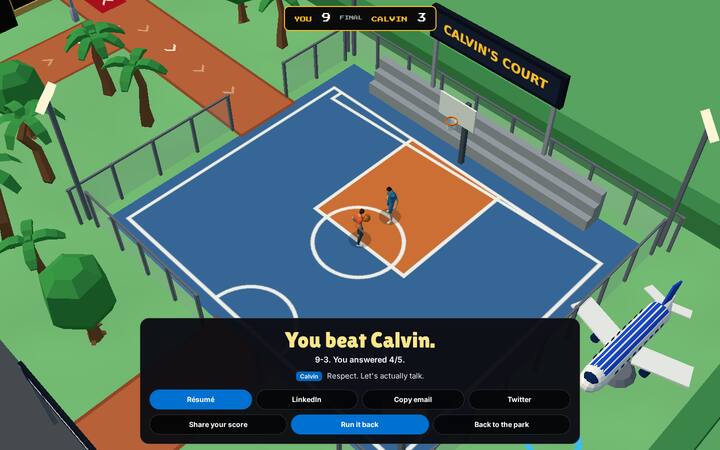 YOU 9 FINAL CALVIN 3
CALVIN'S COURT
You beat Calvin.
9-3. You answered 4/5.
Calvin Respect. Let's actually talk.
Résumé LinkedIn Copy email Twitter
Share your score Run it back Back to the park